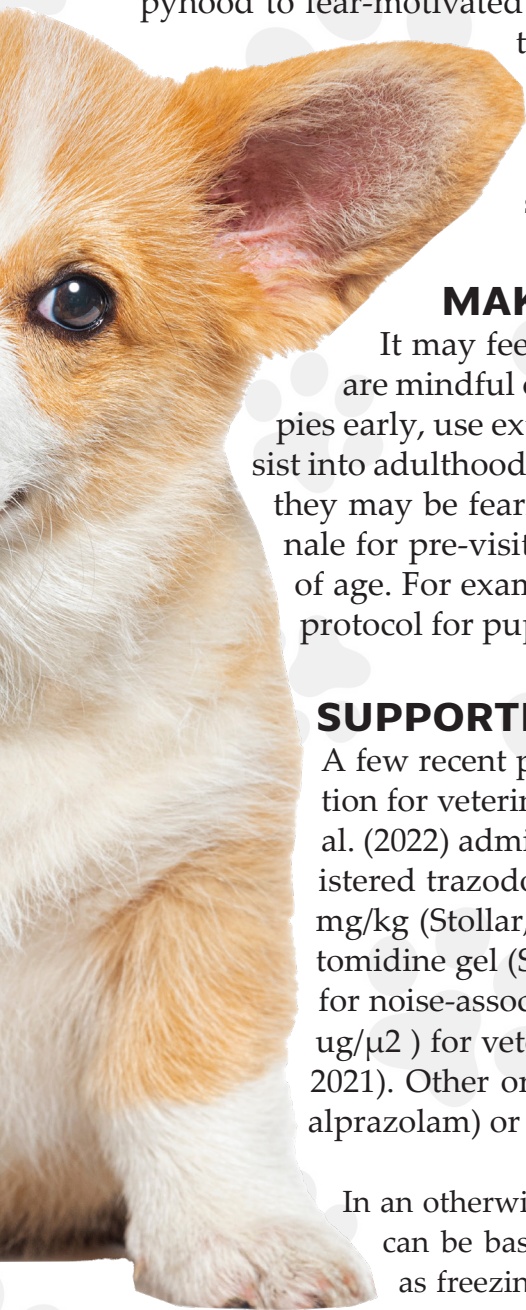 pyhood to fear-motivated
MAK
It may fee
are mindful
pies early, use ex
sist into adulthood
they may be fear
nale for pre-visit
of age. For exam
protocol for pup
SUPPORTI
A few recent p
tion for veterin
al. (2022) admi
istered trazodo
mg/kg (Stollar,
tomidine gel (S
for noise-assoc
ug/μ2 ) for vete
2021). Other or
alprazolam) or
In an otherwi
can be bas
as freezin